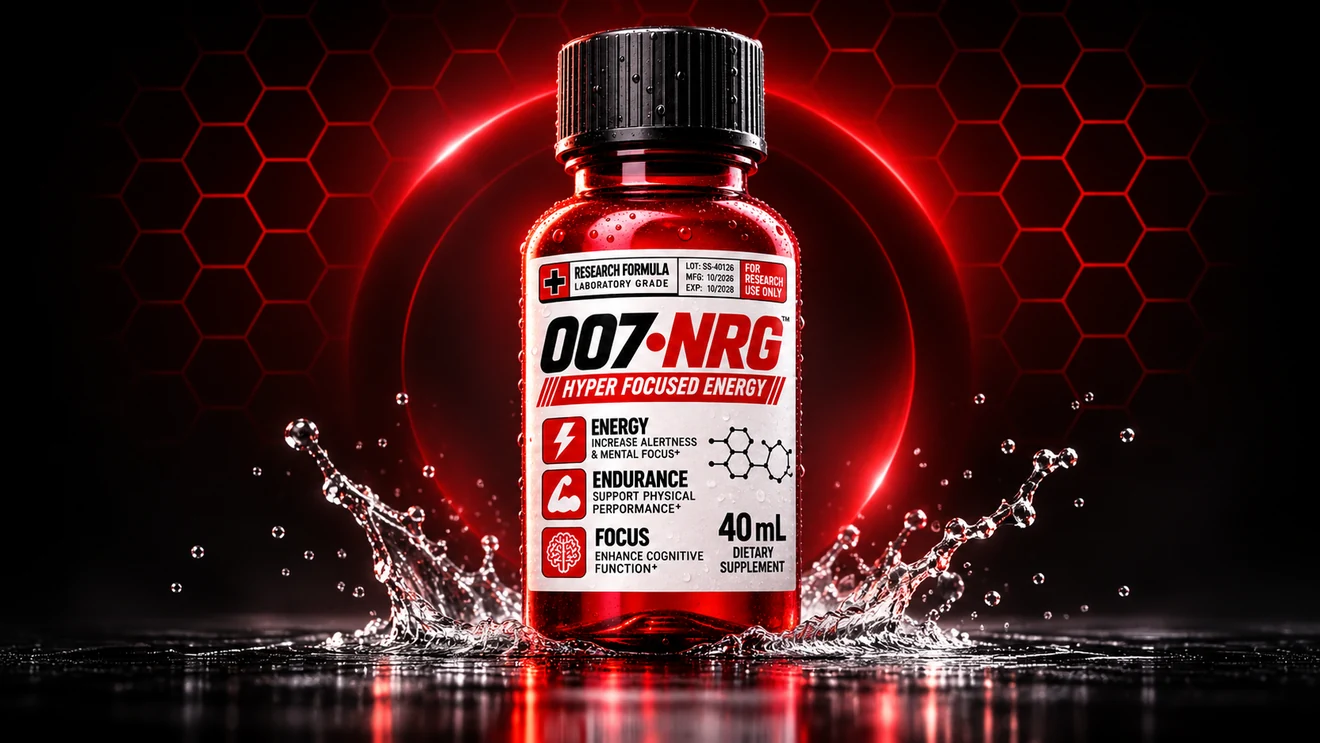 RESEARCH FORMULA
LABORATORY GRADE
LOT: SS-40126
MFG: 10/2026
EXP: 10/2028
FOR
RESEARCH
USE ONLY
007•NRG™
HYPER FOCUSED ENERGY
ENERGY
INCREASE ALERTNESS
& MENTAL FOCUS+
ENDURANCE
SUPPORT PHYSICAL
PERPORMANCE+
FOCUS
ENHANCE COGNITIVE
FUNCTION+
40 mL
DIETARY
SUPPLEMENT